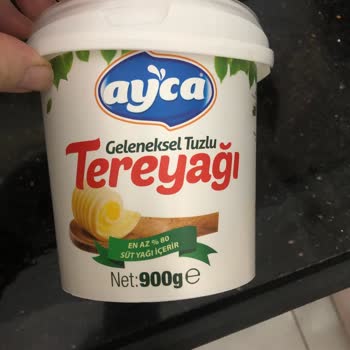 ayca
Geleneksel Tuzlu
Tereyağı
EN AZ % 80
SÜT YAĞI İÇERİR
Net:900g℮